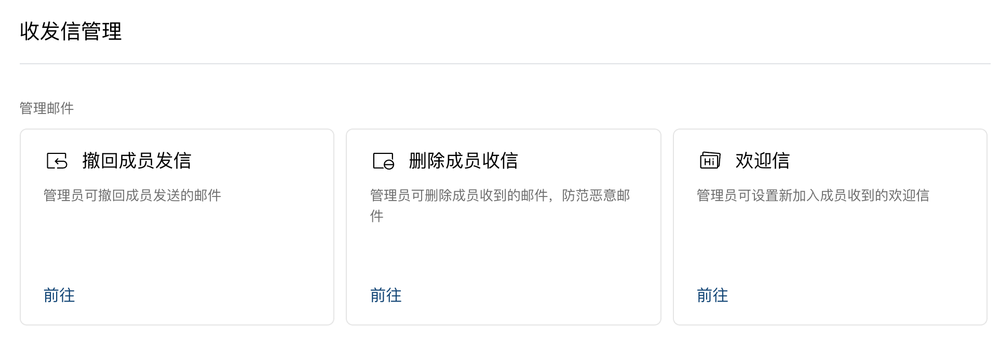 收发信管理
管理邮件
撤回成员发信
管理员可撤回成员发送的邮件
前往
删除成员收信
管理员可删除成员收到的邮件，防范恶意邮
件
前往
Hi
欢迎信
管理员可设置新加入成员收到的欢迎信
前往